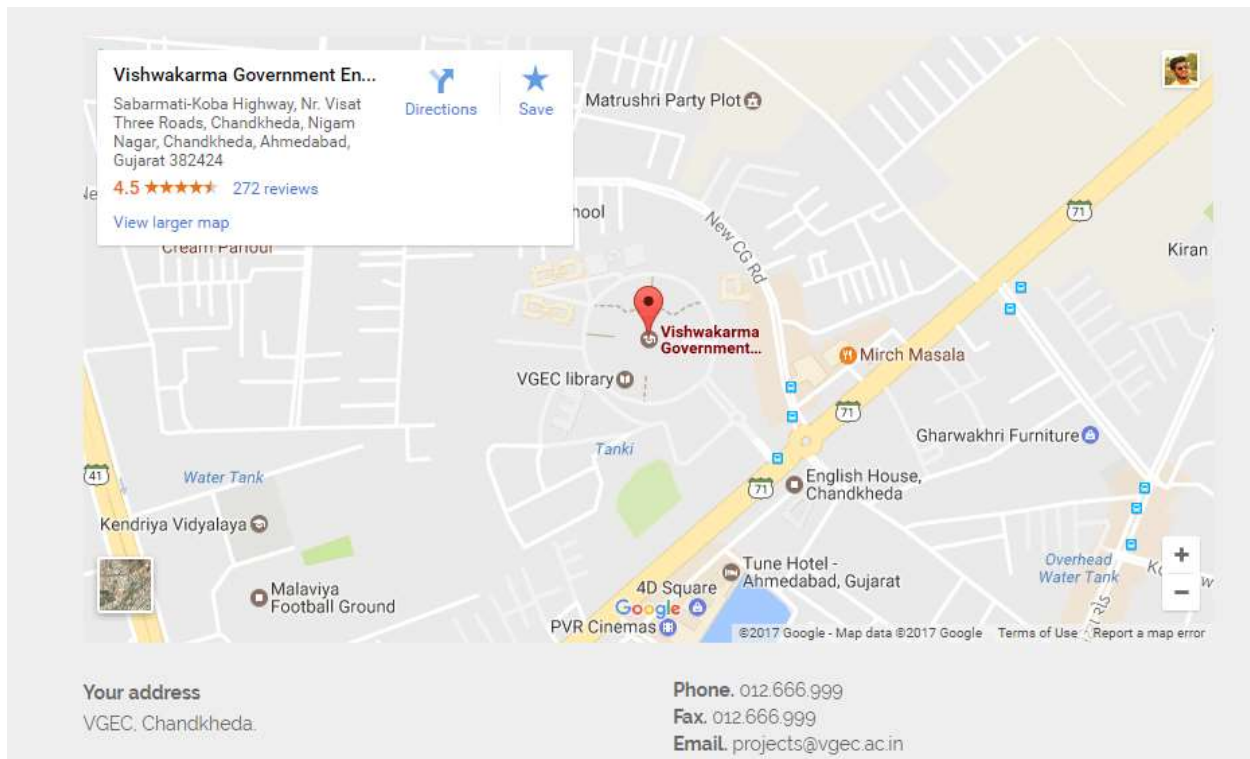 Vishwakarma Government En...
Sabarmati-Koba Highway, Nr. Visat
Three Roads, Chandkheda, Nigam
Nagar, Chandkheda, Ahmedabad,
Gujarat 382424
4.5
272 reviews
View larger map
Directions
Save
Matrushri Party Plot
hool
New CG Rd
71
Kiran
Cream Parlour
Vishwakarma
Government...
Mirch Masala
VGEC library
71
Gharwakhri Furniture
Tanki
41
Water Tank
English House,
Chandkheda
71
Kendriya Vidyalaya
Overhead
Water Tank
Tune Hotel -
Ahmedabad, Gujarat
Malaviya
Football Ground
4D Square
Google
PVR Cinemas
+
−
©2017 Google - Map data ©2017 Google
Terms of Use
Report a map error
Your address
VGEC, Chandkheda.
Phone. 012.666.999
Fax. 012.666.999
Email. projects@vgec.ac.in